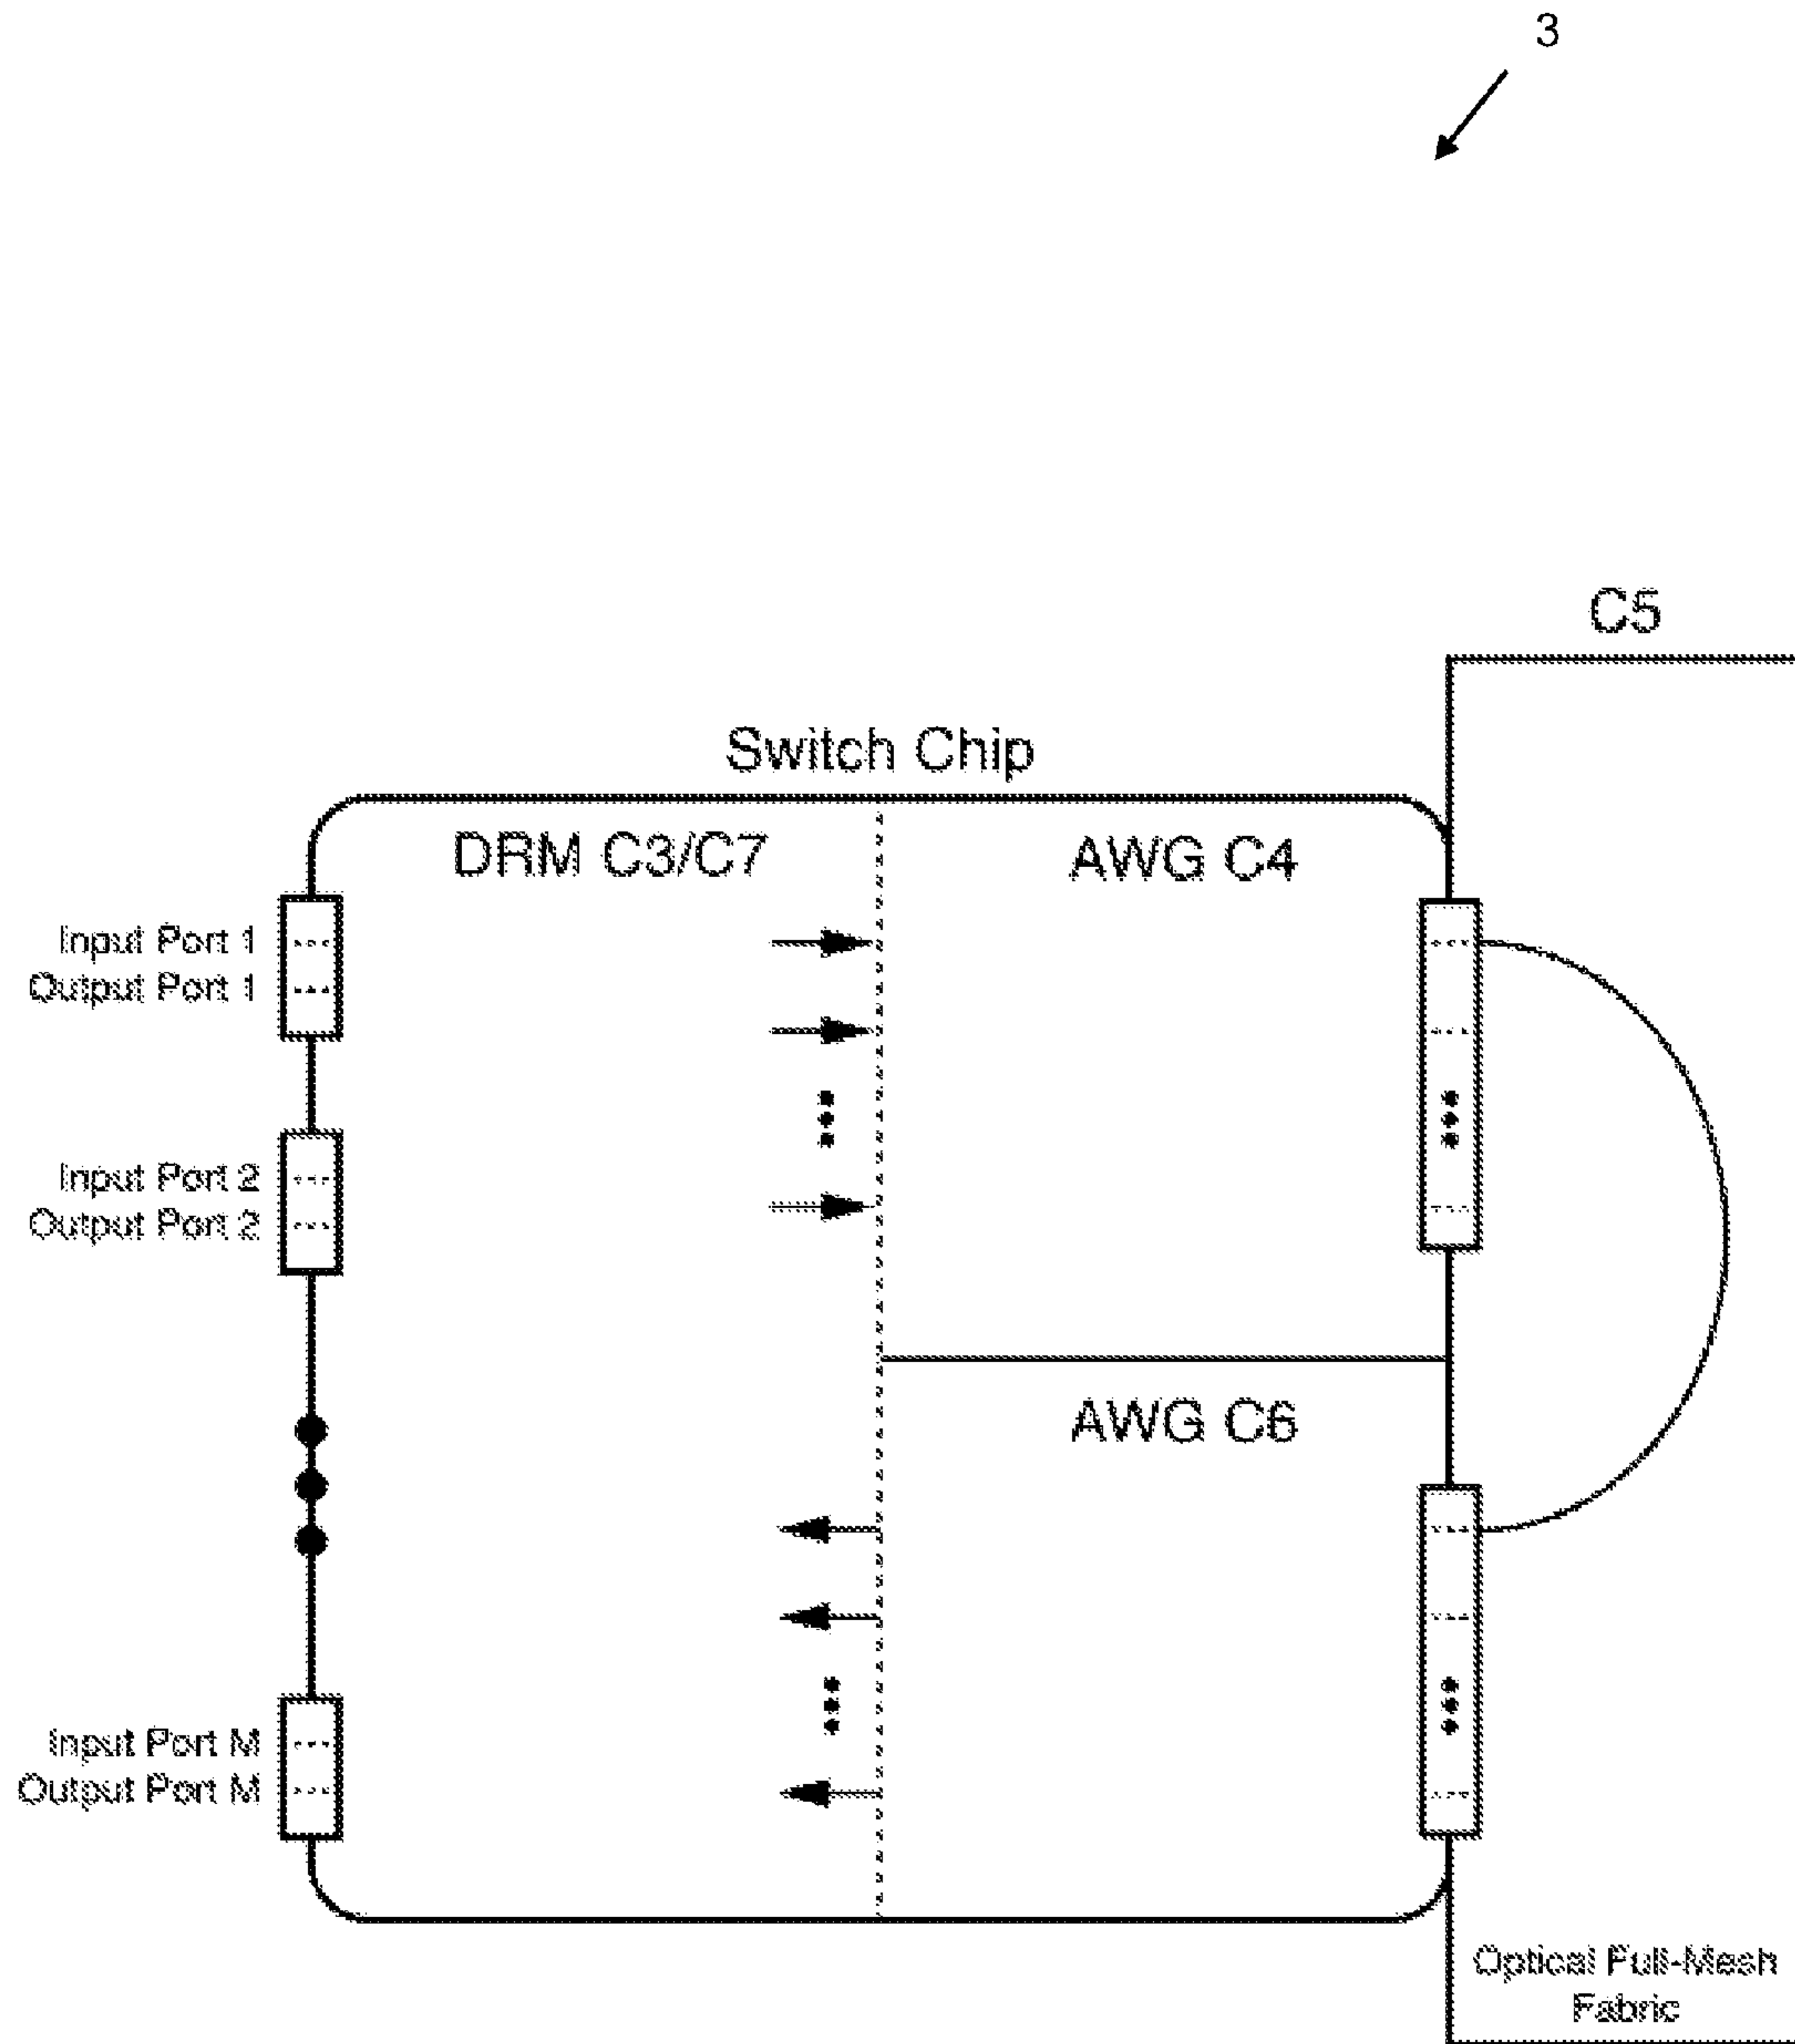 3
C5
Switch Chip
DRM C3/C7
AWG C4
Input Port 1
Output Port 1
Input Port 2
Output Port 2
AWG C6
Input Port M
Output Port M
Optical Full-Mesh
Fabric